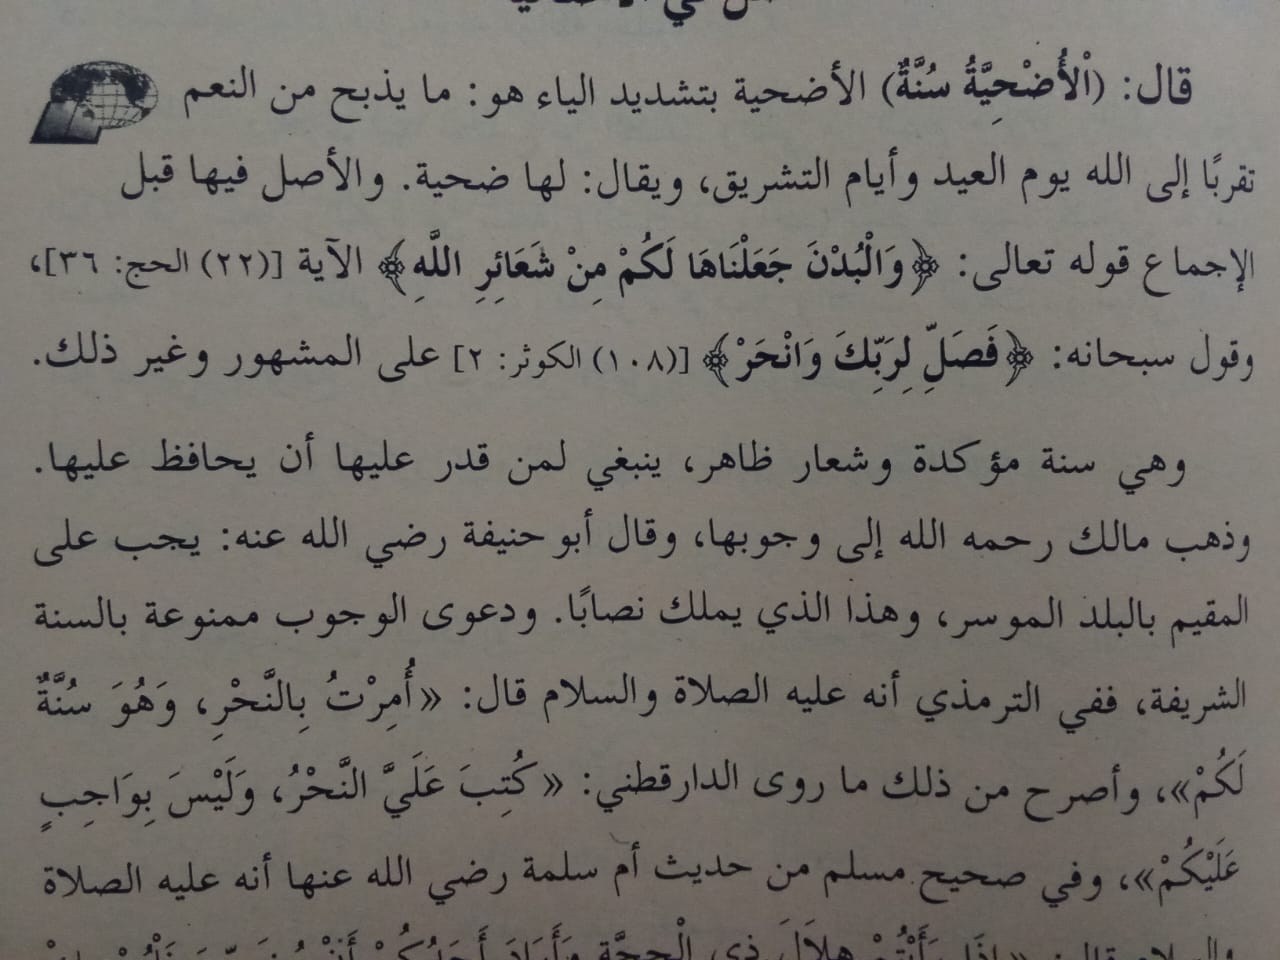 في الأضحية
قال: (اْلأُضْحِيَّةُ سُنَّةٌ) الأضحية بتشديد الياء هو: ما يذبح من النعم
تقربًا إلى الله يوم العيد وأيام التشريق، ويقال: لها ضحية. والأصل فيها قبل
الإجماع قوله تعالى: ﴿وَالْبُدْنَ جَعَلْنَاهَا لَكُمْ مِنْ شَعَائِرِ اللَّهِ﴾ الآية [(٢٢) الحج: ٣٦]،
وقول سبحانه: ﴿فَصَلِّ لِرَبِّكَ وَانْحَرْ﴾ [(١٠٨) الكوثر: ٢] على المشهور وغير ذلك.
وهي سنة مؤكدة وشعار ظاهر، ينبغي لمن قدر عليها أن يحافظ عليها.
وذهب مالك رحمه الله إلى وجوبها، وقال أبو حنيفة رضي الله عنه: يجب على
المقيم بالبلد الموسر، وهذا الذي يملك نصابًا. ودعوى الوجوب ممنوعة بالسنة
الشريفة، ففي الترمذي أنه عليه الصلاة والسلام قال: «أُمِرْتُ بِالنَّحْرِ، وَهُوَ سُنَّةٌ
لَكُمْ»، وأصرح من ذلك ما روى الدارقطني: «كُتِبَ عَلَيَّ النَّحْرُ، وَلَيْسَ بِوَاجِبٍ
عَلَيْكُمْ»، وفي صحيح مسلم من حديث أم سلمة رضي الله عنها أنه عليه الصلاة
والسلام قال: «إِذَا رَأَيْتُمْ هِلاَلَ ذِي الْحِجَّةِ وَأَرَادَ أَحَدُكُمْ أَنْ